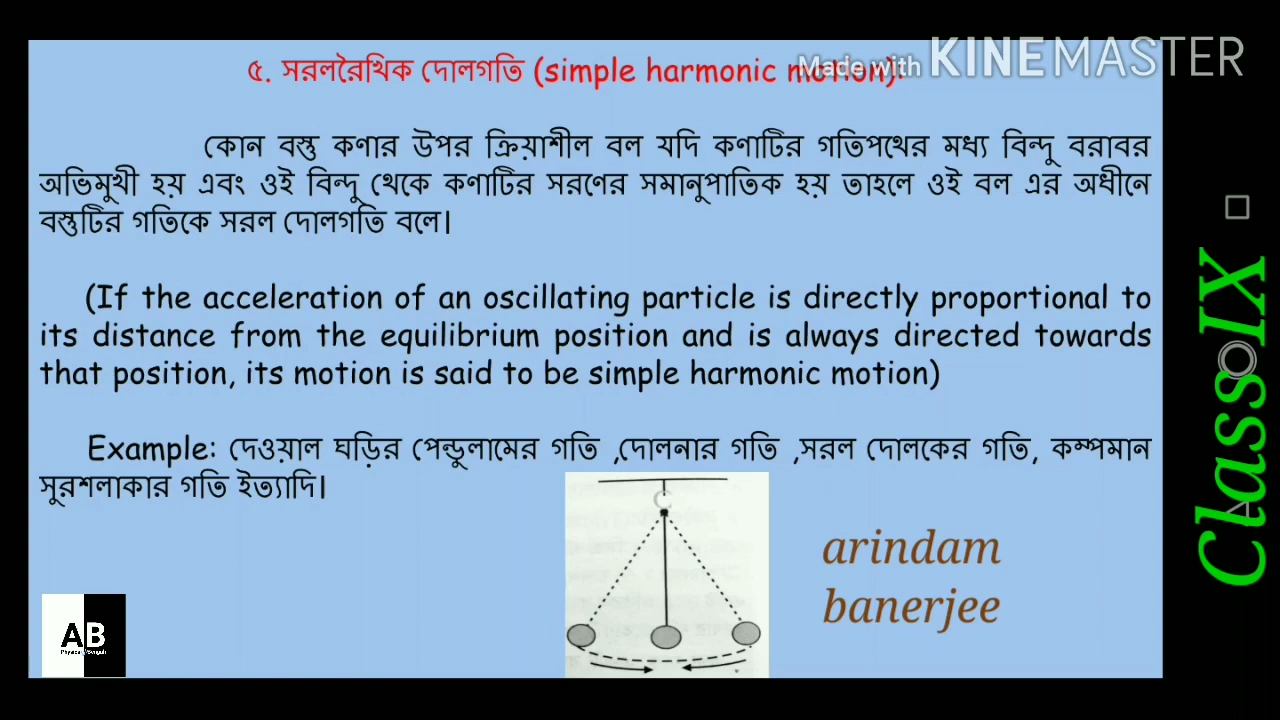 ৫. সরলরৈখিক দোলগতি (simple harmonic motion):
Made with KINEMASTER
কোন বস্তু কণার উপর ক্রিয়াশীল বল যদি কণাটির গতিপথের মধ্য বিন্দু বরাবর
অভিমুখী হয় এবং ওই বিন্দু থেকে কণাটির সরণের সমানুপাতিক হয় তাহলে ওই বল এর অধীনে
বস্তুটির গতিকে সরল দোলগতি বলে।
(If the acceleration of an oscillating particle is directly proportional to
its distance from the equilibrium position and is always directed towards
that position, its motion is said to be simple harmonic motion)
Example: দেওয়াল ঘড়ির পেন্ডুলামের গতি ,দোলনার গতি ,সরল দোলকের গতি, কম্পমান
সুরশলাকার গতি ইত্যাদি।
arindam
banerjee
AB
Class IX